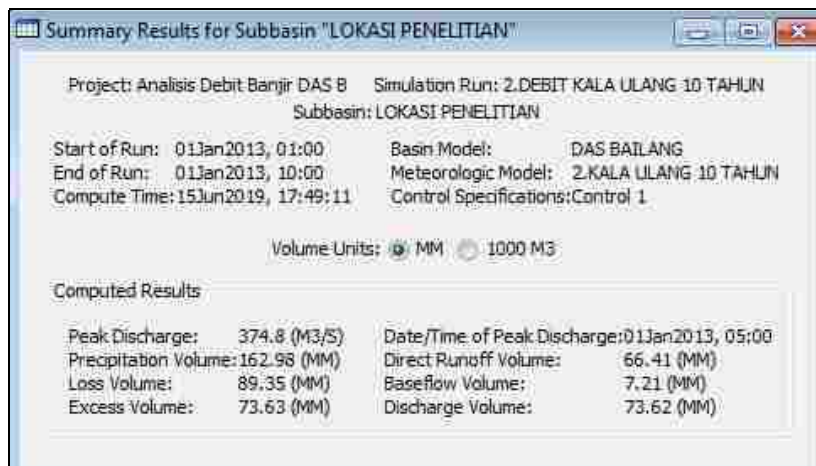 Summary Results for Subbasin "LOKASI PENELITIAN"
Project: Analisis Debit Banjir DAS B Simulation Run: 2.DEBIT KALA ULANG 10 TAHUN
Subbasin: LOKASI PENELITIAN
Start of Run: 01Jan2013, 01:00 Basin Model: DAS BAILANG
End of Run: 01Jan2013, 10:00 Meteorologic Model: 2.KALA ULANG 10 TAHUN
Compute Time: 15Jun2019, 17:49:11 Control Specifications: Control 1
Volume Units: MM 1000 M3
Computed Results
Peak Discharge: 374.8 (M3/S) Date/Time of Peak Discharge: 01Jan2013, 05:00
Precipitation Volume: 162.98 (MM) Direct Runoff Volume: 66.41 (MM)
Loss Volume: 89.35 (MM) Baseflow Volume: 7.21 (MM)
Excess Volume: 73.63 (MM) Discharge Volume: 73.62 (MM)